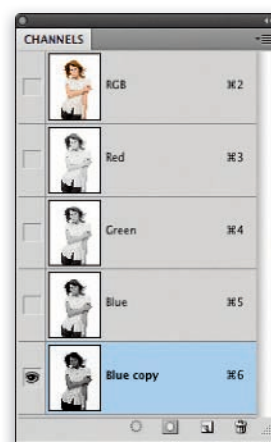 CHANNELS
RGB ⌘2
Red ⌘3
Green ⌘4
Blue ⌘5
Blue copy ⌘6